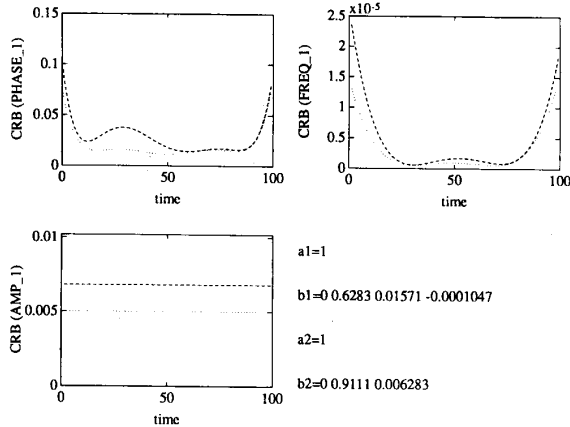 0.15
0.1
0.05
0
CRB (PHASE_1)
0 50 100
time
x10-5
2.5
2
1.5
1
0.5
0
CRB (FREQ_1)
0 50 100
time
0.01
0.005
0
CRB (AMP_1)
0 50 100
time
a1=1
b1=0 0.6283 0.01571 -0.0001047
a2=1
b2=0 0.9111 0.006283